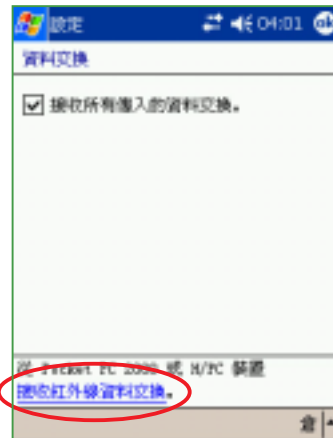 設定 04:01 ok
資料交換
接收所有傳入的資料交換。
從 Pocket PC 2000 或 H/PC 裝置
接收紅外線資料交換。
倉